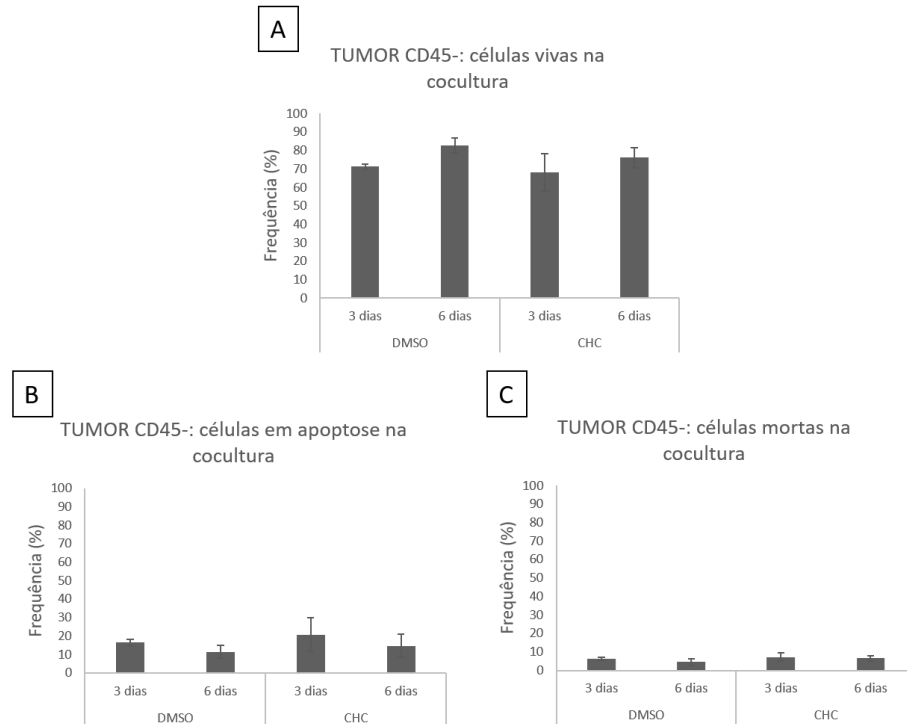 A
TUMOR CD45-: células vivas na
cocultura
Frequência (%)
100
90
80
70
60
50
40
30
20
10
0
3 dias 6 dias 3 dias 6 dias
DMSO CHC
B
TUMOR CD45-: células em apoptose na
cocultura
Frequência (%)
100
90
80
70
60
50
40
30
20
10
0
3 dias 6 dias 3 dias 6 dias
DMSO CHC
C
TUMOR CD45-: células mortas na
cocultura
Frequência (%)
100
90
80
70
60
50
40
30
20
10
0
3 dias 6 dias 3 dias 6 dias
DMSO CHC